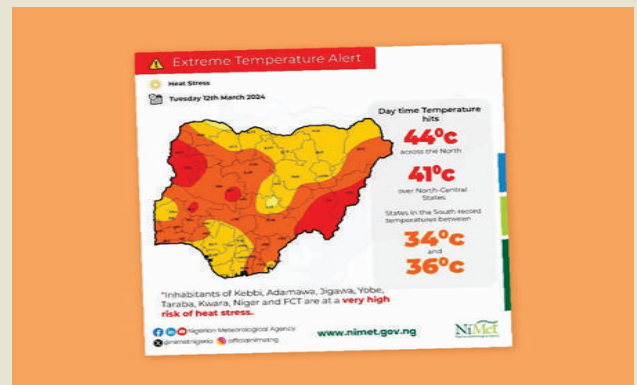 Extreme Temperature Alert
Heat Stress
Tuesday 12th March 2024
Day time Temperature
hits
44°c
across the North
41°c
over North-Central
States
States in the South record
temperatures between
34°c
and
36°c
*Inhabitants of Kebbi, Adamawa, Jigawa, Yobe,
Taraba, Kwara, Niger and FCT are at a very high
risk of heat stress.
Nigerian Meteorological Agency
@nimetnigeria officialnimetng
www.nimet.gov.ng
NiMet